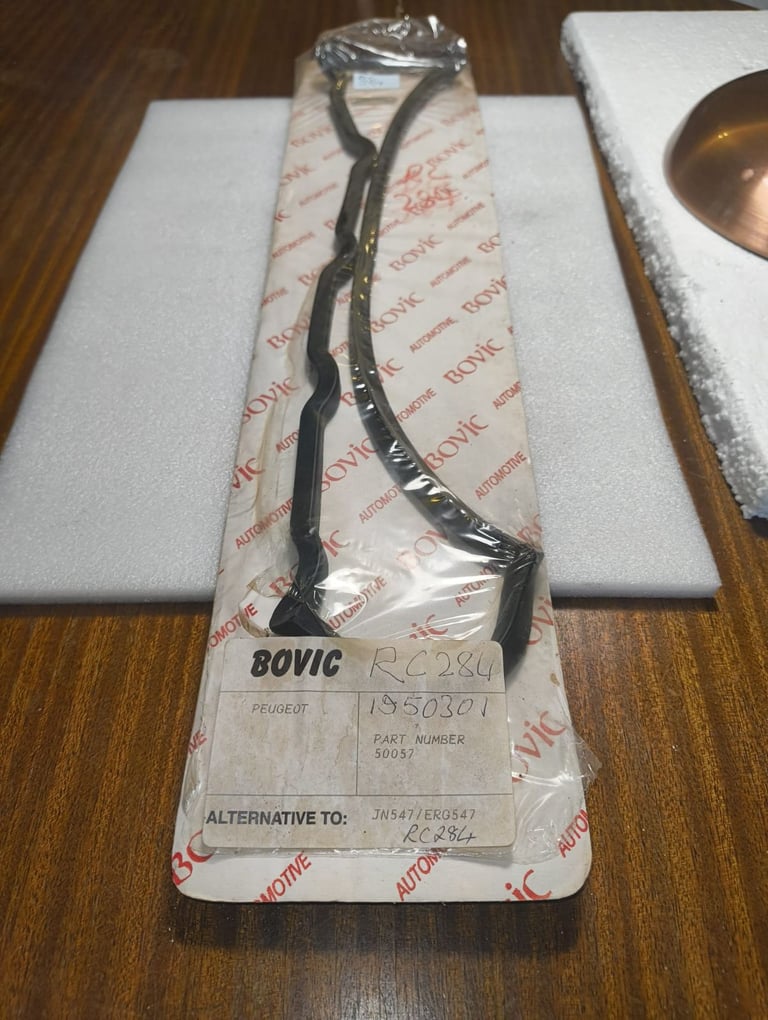 BOVIC
AUTOMOTIVE
BOVIC RC284
PEUGEOT
1950301
PART NUMBER
50057
ALTERNATIVE TO:
JN547/ERG547
RC284